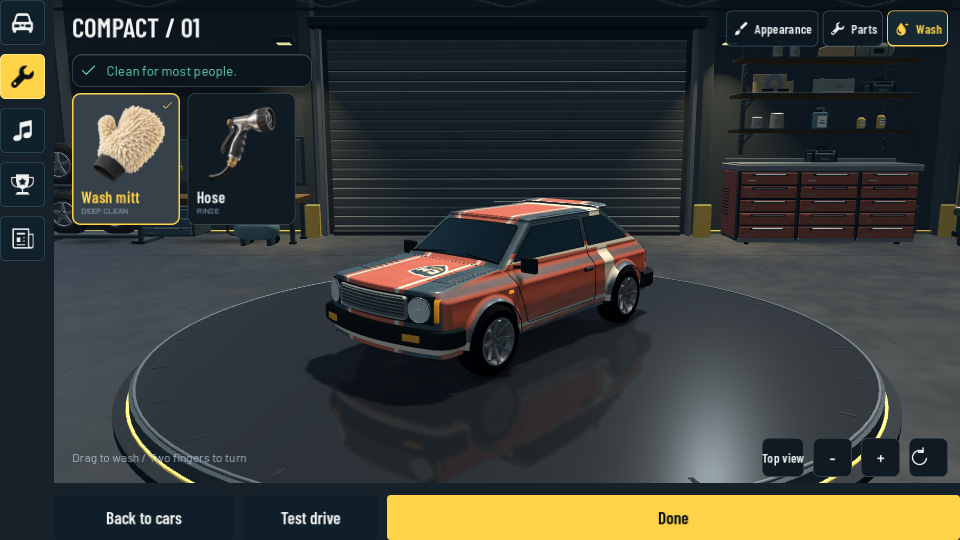 COMPACT / 01
Appearance
Parts
Wash
Clean for most people.
Wash mitt
DEEP CLEAN
Hose
RINSE
Drag to wash / Two fingers to turn
Top view
-
+
Back to cars
Test drive
Done